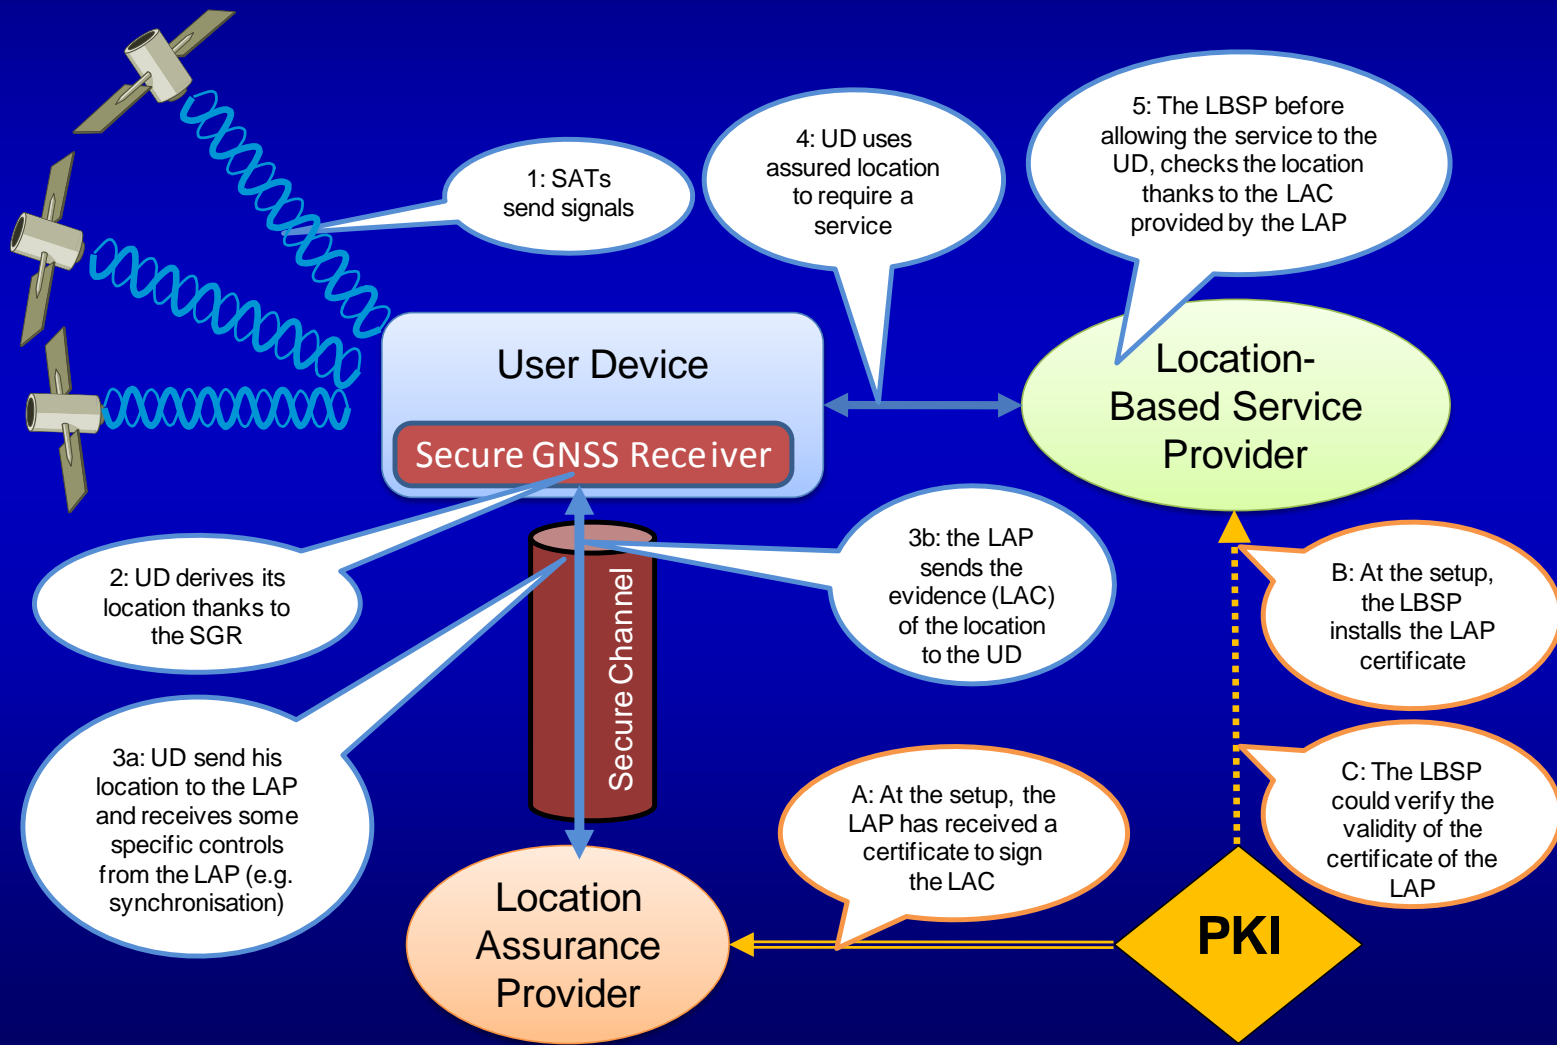 1: SATs
send signals
4: UD uses
assured location
to require a
service
5: The LBSP before
allowing the service to the
UD, checks the location
thanks to the LAC
provided by the LAP
User Device
Secure GNSS Receiver
Location-
Based Service
Provider
2: UD derives its
location thanks to
the SGR
3b: the LAP
sends the
evidence (LAC)
of the location
to the UD
Secure Channel
B: At the setup,
the LBSP
installs the LAP
certificate
3a: UD send his
location to the LAP
and receives some
specific controls
from the LAP (e.g.
synchronisation)
A: At the setup, the
LAP has received a
certificate to sign
the LAC
C: The LBSP
could verify the
validity of the
certificate of the
LAP
Location
Assurance
Provider
PKI